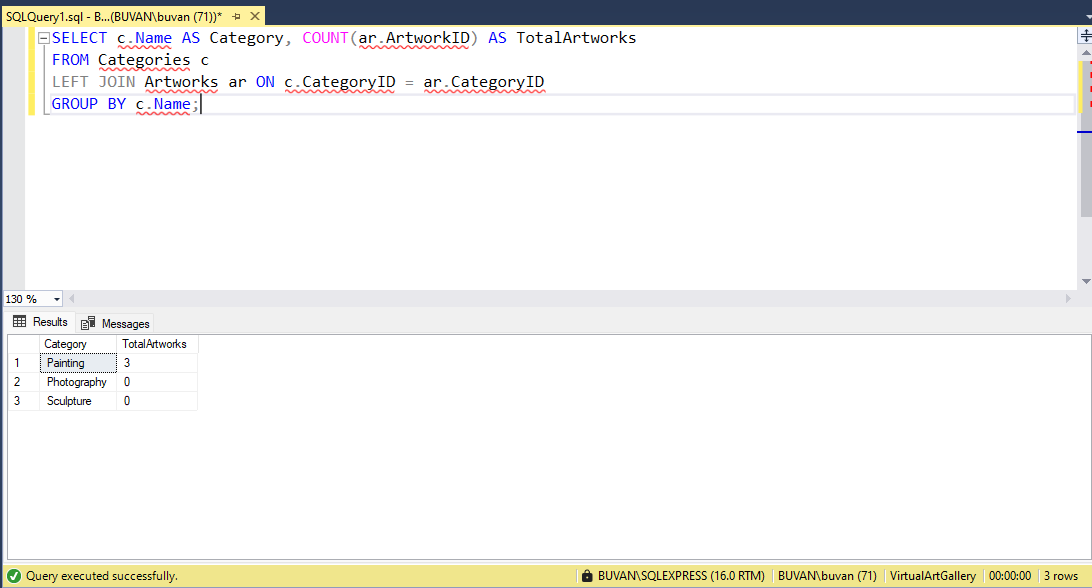 SQLQuery1.sql - B...(BUVAN\buvan (71))*
SELECT c.Name AS Category, COUNT(ar.ArtworkID) AS TotalArtworks
FROM Categories c
LEFT JOIN Artworks ar ON c.CategoryID = ar.CategoryID
GROUP BY c.Name;
130 %
Results Messages
Category TotalArtworks
1 Painting 3
2 Photography 0
3 Sculpture 0
Query executed successfully. BUVAN\SQLEXPRESS (16.0 RTM) BUVAN\buvan (71) VirtualArtGallery 00:00:00 3 rows